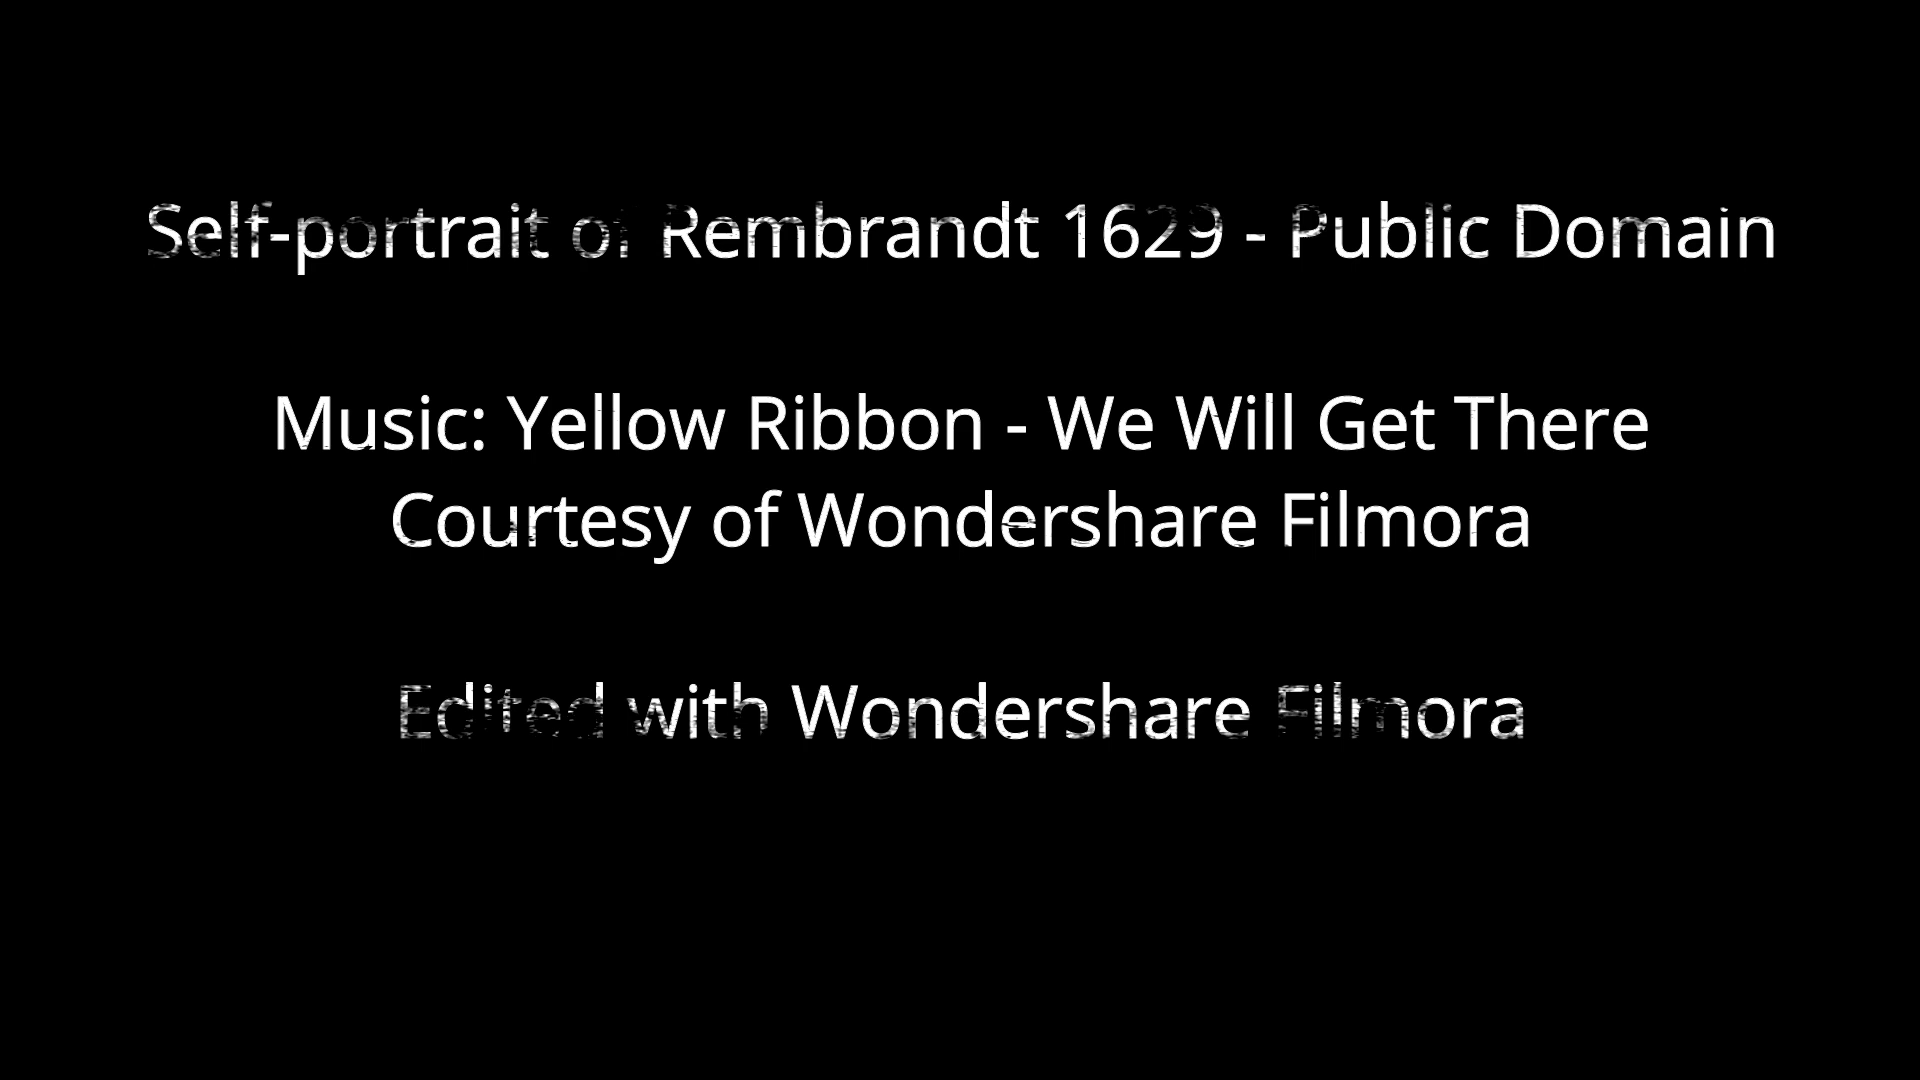 Self-portrait of Rembrandt 1629 - Public Domain
Music: Yellow Ribbon - We Will Get There
Courtesy of Wondershare Filmora
Edited with Wondershare Filmora